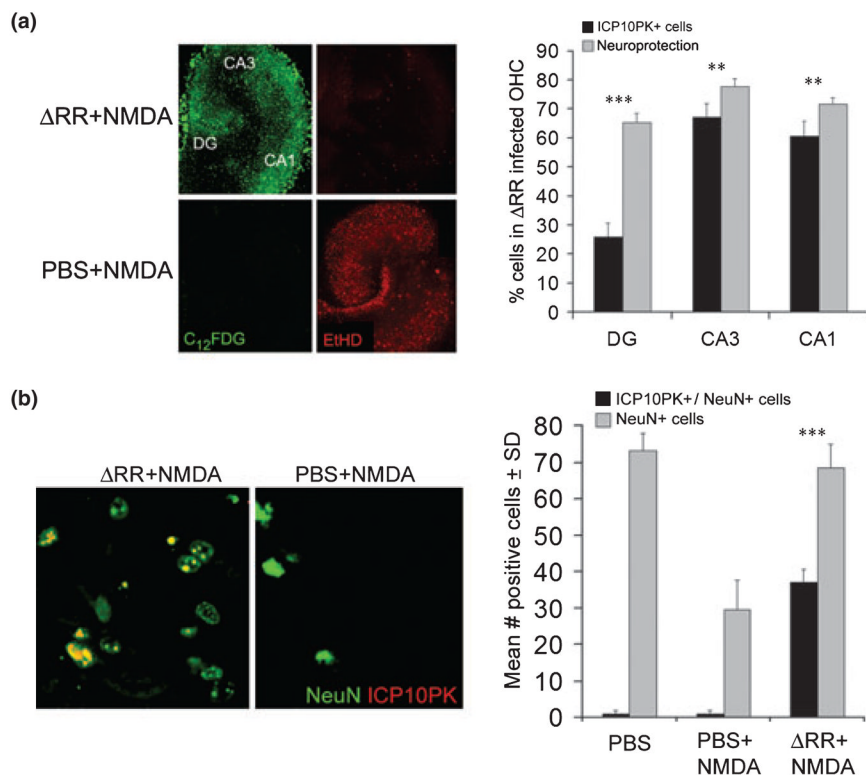 (a)
ΔRR+NMDA
PBS+NMDA
CA3
DG
CA1
C12FDG
EtHD
ICP10PK+ cells
Neuroprotection
% cells in ΔRR infected OHC
90
80
70
60
50
40
30
20
10
0
***
**
**
DG CA3 CA1
(b)
ΔRR+NMDA PBS+NMDA
NeuN ICP10PK
ICP10PK+/ NeuN+ cells
NeuN+ cells
Mean # positive cells ± SD
80
70
60
50
40
30
20
10
0
***
PBS PBS+ ΔRR+
NMDA NMDA